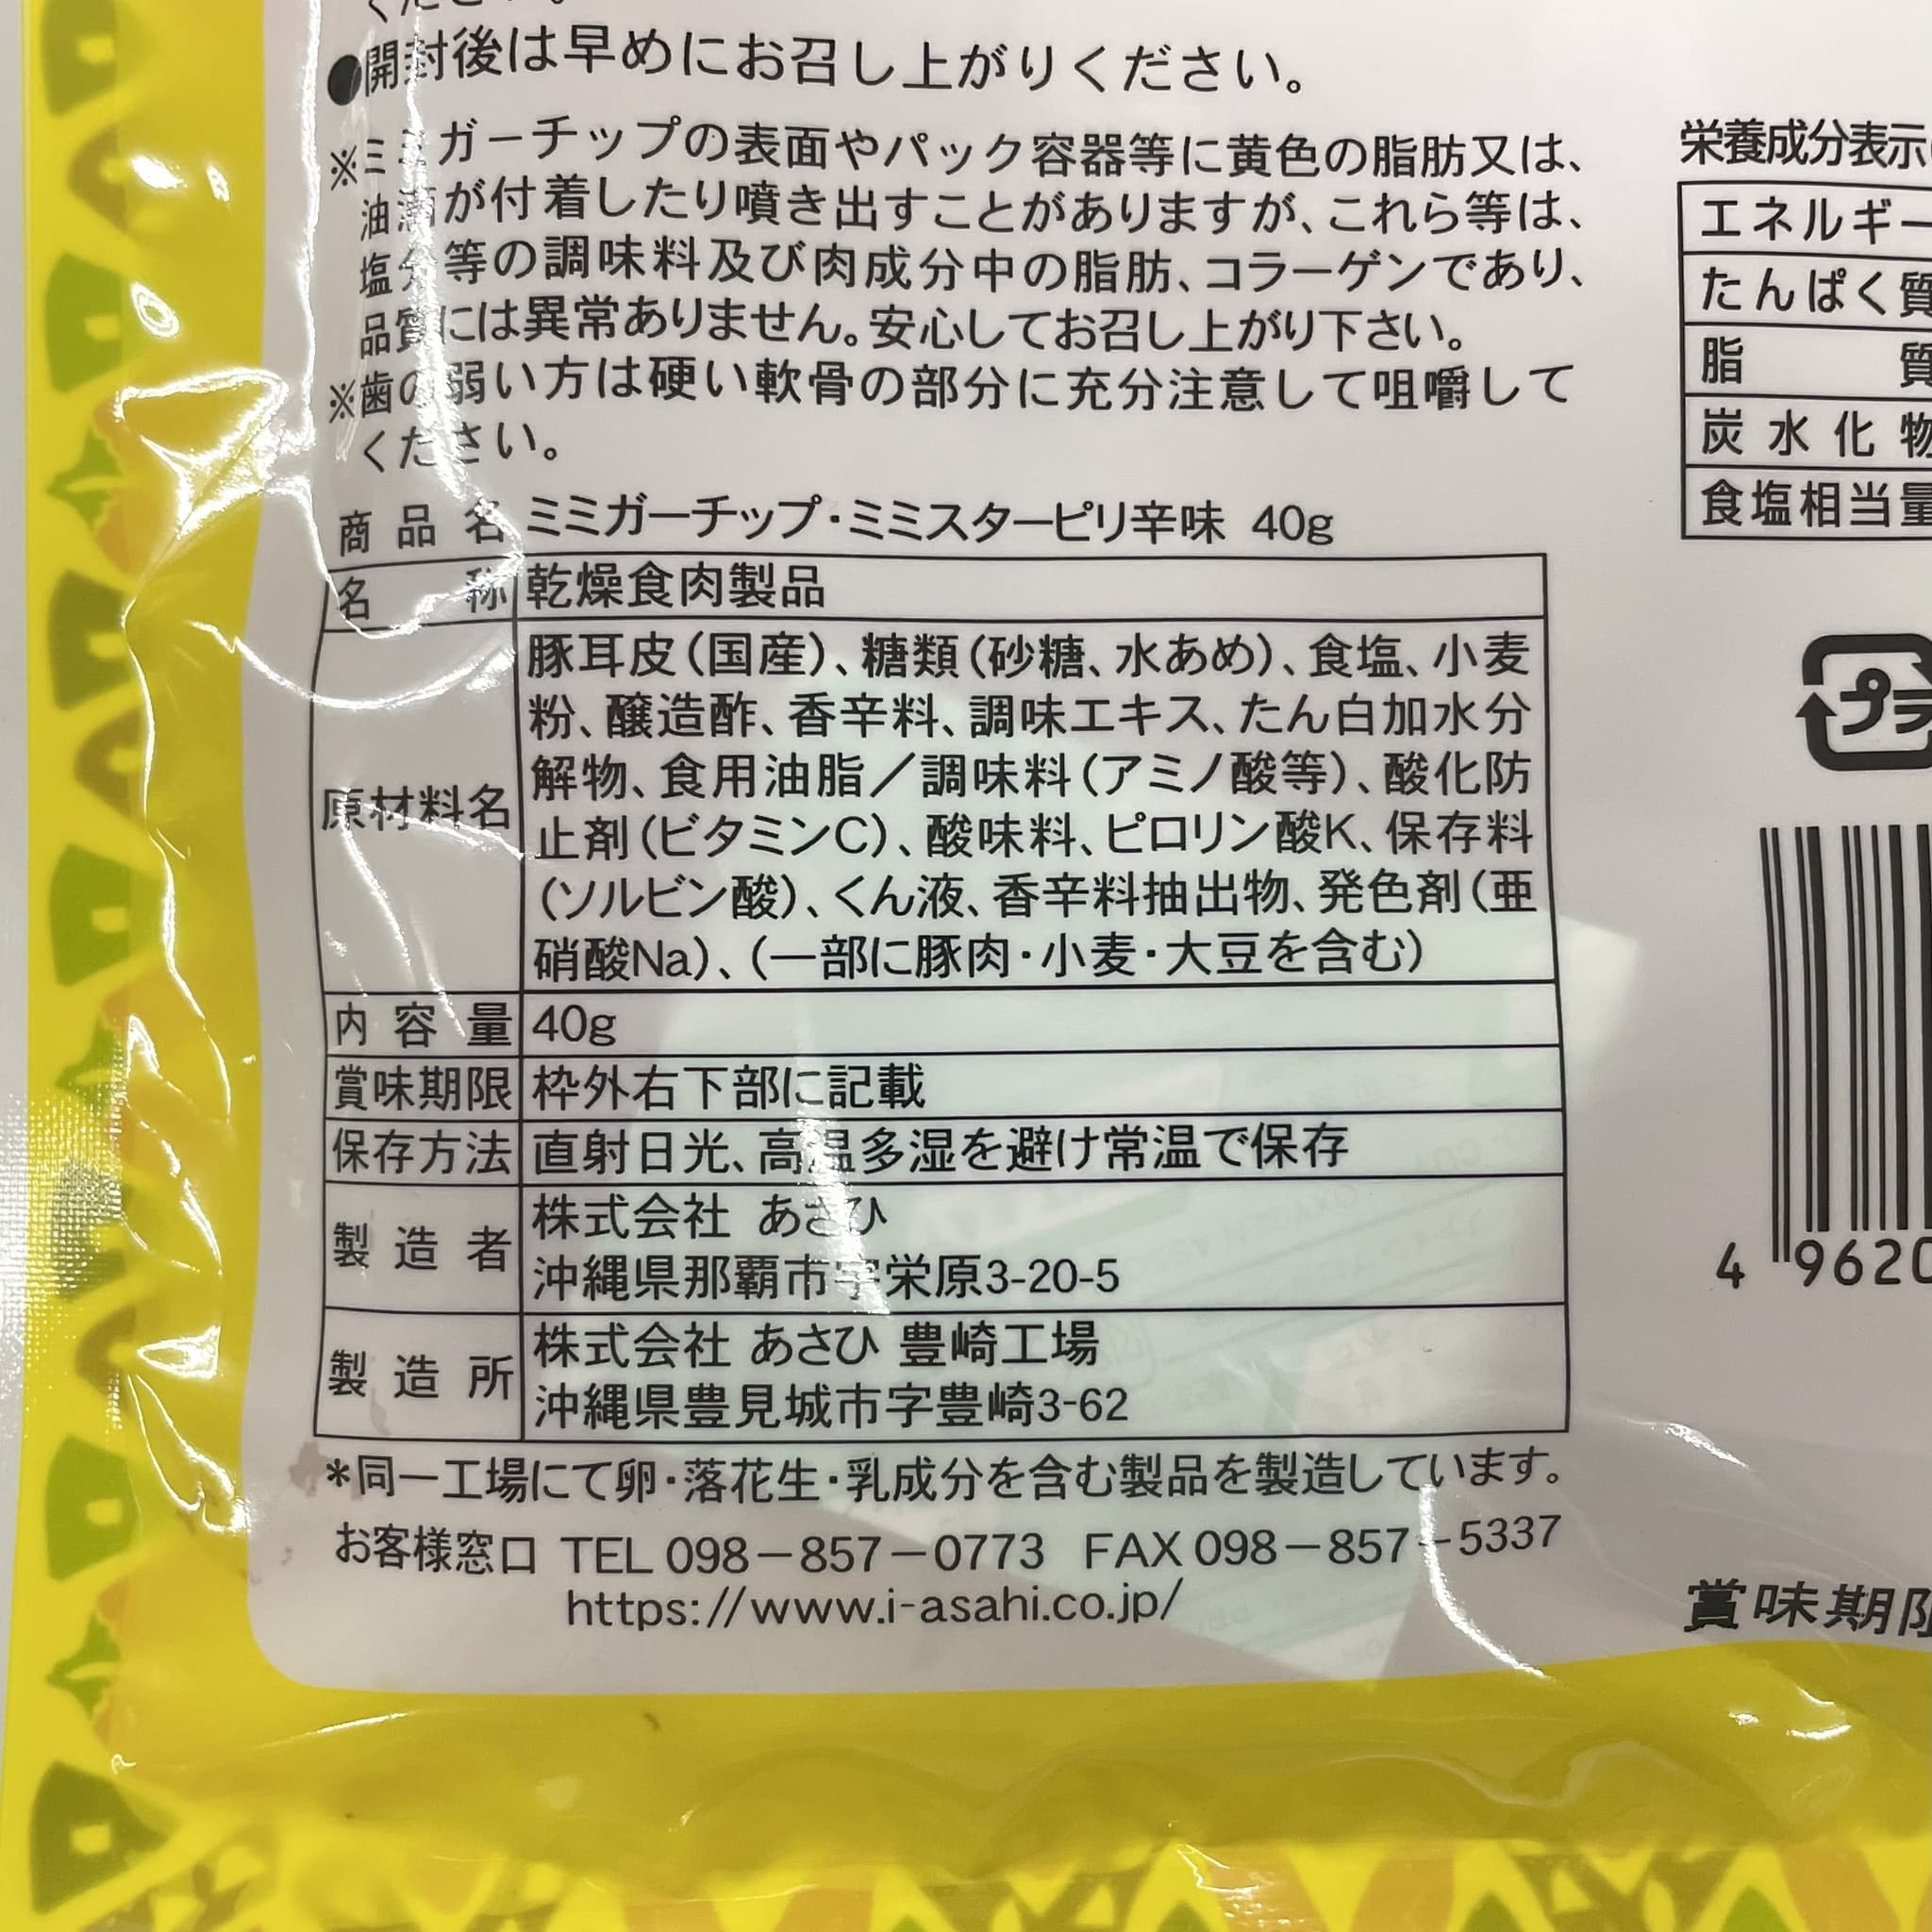 ください。
●開封後は早めにお召し上がりください。
※ミミガーチップの表面やパック容器等に黄色の脂肪又は、
油滴が付着したり噴き出すことがありますが、これら等は、
塩分等の調味料及び肉成分中の脂肪、コラーゲンであり、
品質には異常ありません。安心してお召し上がり下さい。
※歯の弱い方は硬い軟骨の部分に充分注意して咀嚼して
ください。
商品名 ミミガーチップ・ミミスターピリ辛味 40g
名称 乾燥食肉製品
原材料名
豚耳皮(国産)、糖類(砂糖、水あめ)、食塩、小麦
粉、醸造酢、香辛料、調味エキス、たん白加水分
解物、食用油脂/調味料(アミノ酸等)、酸化防
止剤(ビタミンC)、酸味料、ピロリン酸K、保存料
(ソルビン酸)、くん液、香辛料抽出物、発色剤(亜
硝酸Na)、(一部に豚肉・小麦・大豆を含む)
内容量 40g
賞味期限 枠外右下部に記載
保存方法 直射日光、高温多湿を避け常温で保存
製造者 株式会社 あさひ
沖縄県那覇市字栄原3-20-5
製造所 株式会社 あさひ 豊崎工場
沖縄県豊見城市字豊崎3-62
*同一工場にて卵・落花生・乳成分を含む製品を製造しています。
お客様窓口 TEL 098-857-0773 FAX 098-857-5337
https://www.i-asahi.co.jp/
栄養成分表示(
エネルギー
たんぱく質
脂質
炭水化物
食塩相当量
プラ
4 9620
賞味期限